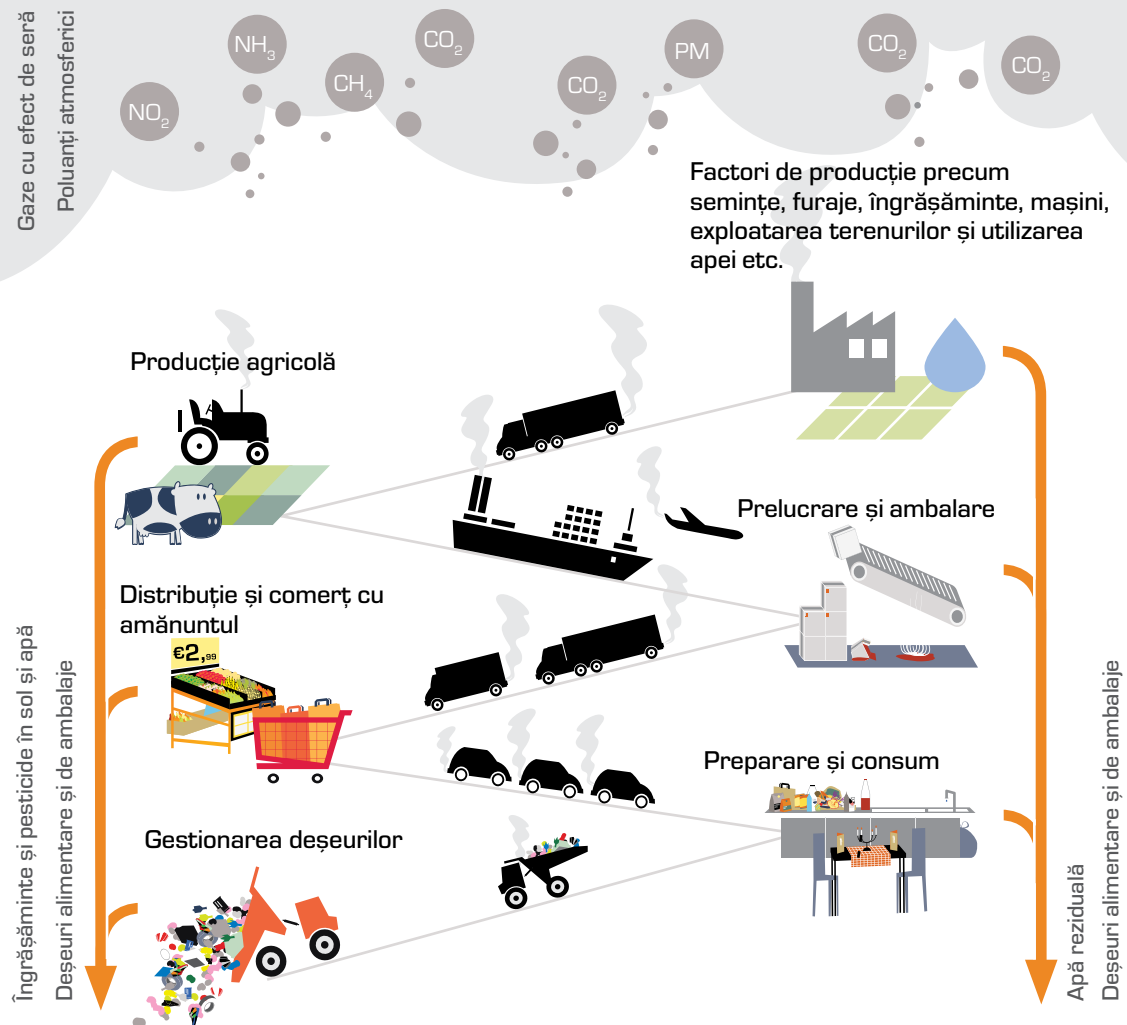 Gaze cu efect de seră
Poluanți atmosferici
NO2
NH3
CH4
CO2
CO2
PM
CO2
CO2
Factori de producție precum
semințe, furaje, îngrășăminte, mașini,
exploatarea terenurilor și utilizarea
apei etc.
Producție agricolă
Prelucrare și ambalare
Distribuție și comerț cu
amănuntul
€2,99
Preparare și consum
Gestionarea deșeurilor
Îngrășăminte și pesticide în sol și apă
Deșeuri alimentare și de ambalaje
Apă reziduală
Deșeuri alimentare și de ambalaje